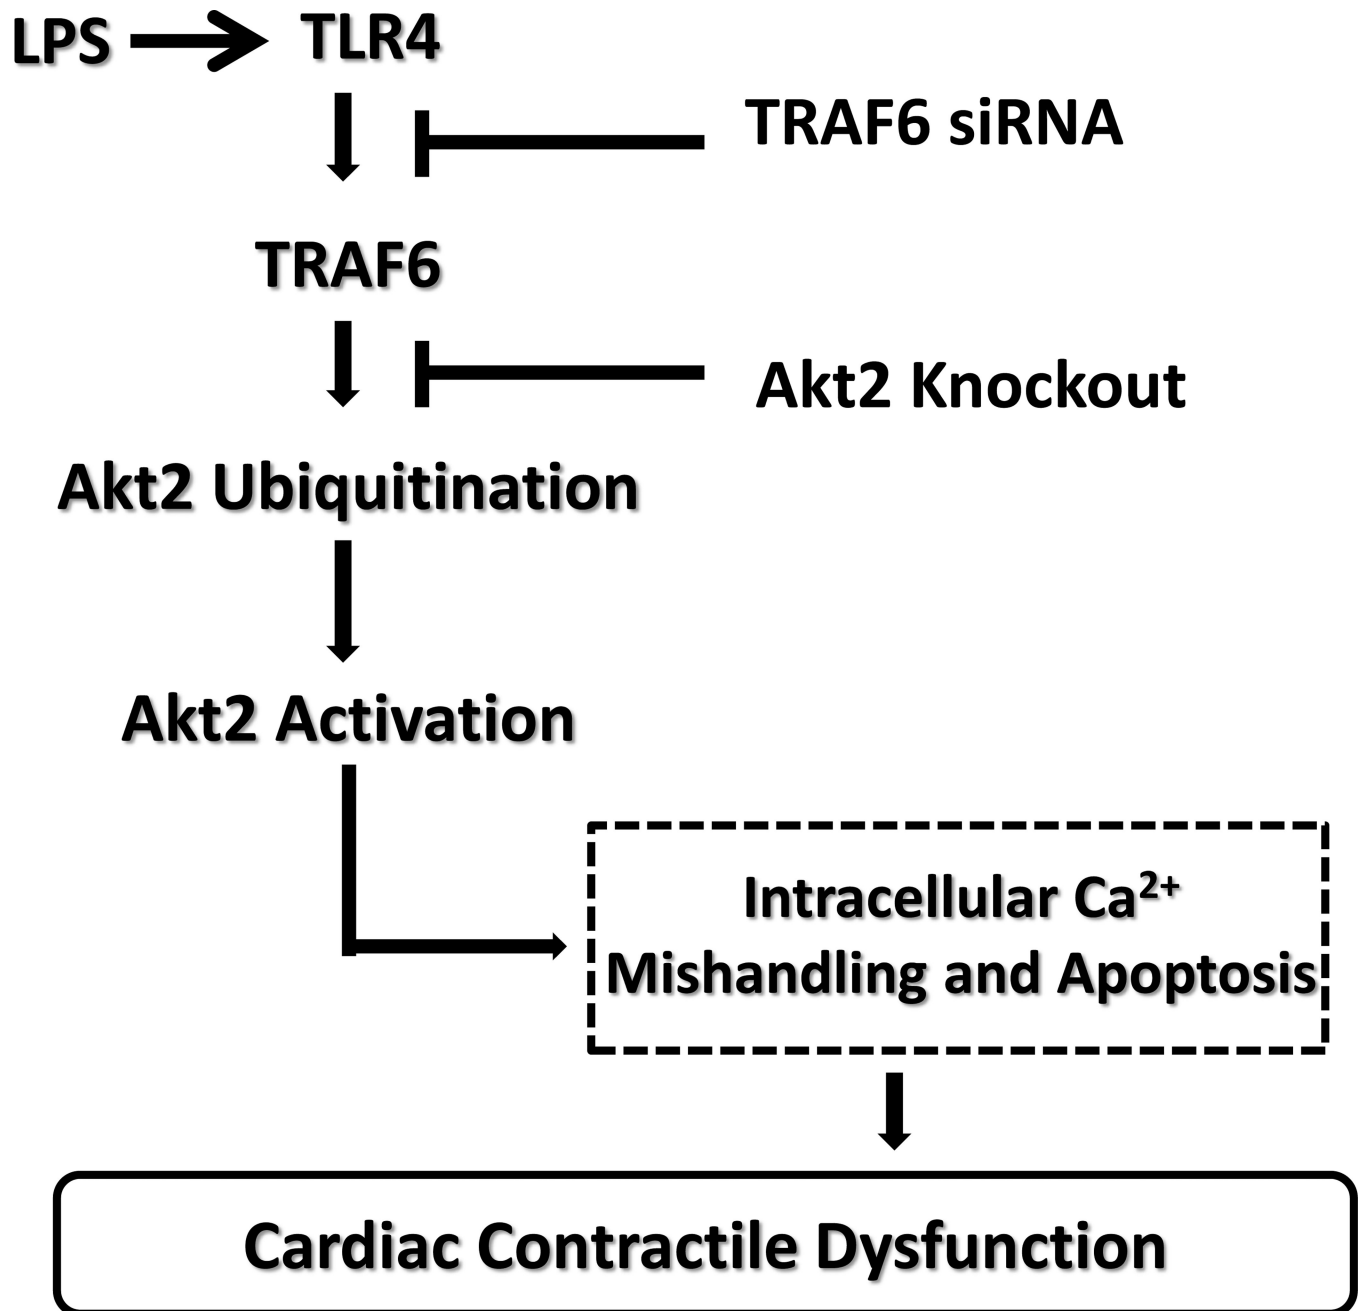 LPS
TLR4
TRAF6 siRNA
TRAF6
Akt2 Knockout
Akt2 Ubiquitination
Akt2 Activation
Intracellular Ca²⁺
Mishandling and Apoptosis
Cardiac Contractile Dysfunction